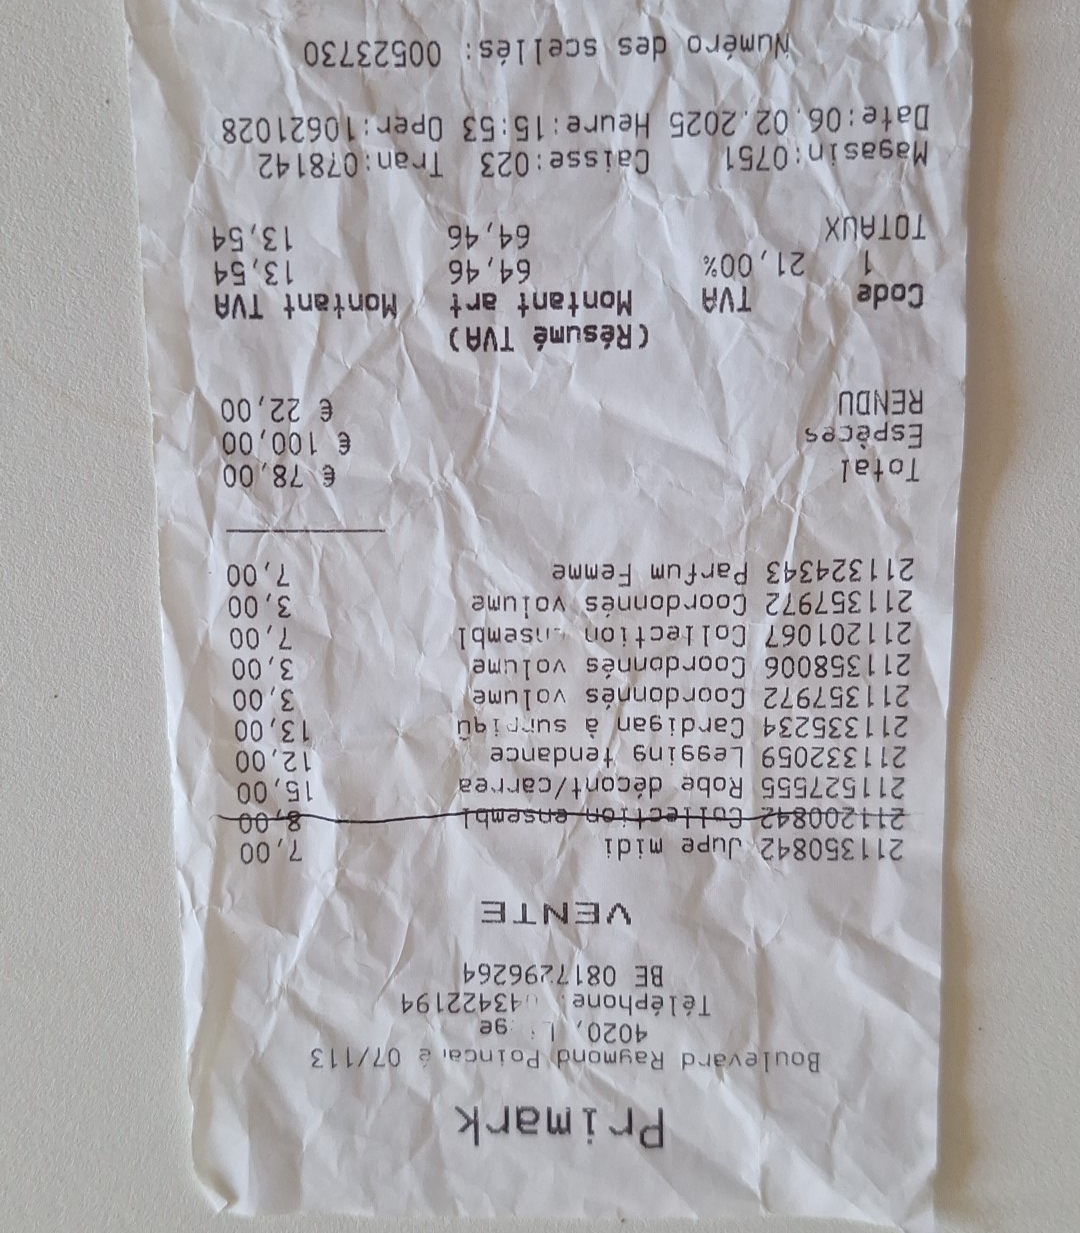 Primark
Boulevard Raymond Poincaré 07/113
4020,
Téléphone: 43422194
BE 0817296264
VENTE
211350842 Jupe midi 7,00
211200842 Collection ensembl 8,00
211527555 Robe décont/carrea 15,00
211332059 Legging tendance 12,00
211335234 Cardigan à surpiqû 13,00
211357972 Coordonnés volume 3,00
211358006 Coordonnés volume 3,00
211201067 Collection ensembl 7,00
211357972 Coordonnés volume 3,00
211324343 Parfum Femme 7,00
Total € 78,00
Espèces € 100,00
RENDU € 22,00
(Résumé TVA)
Code TVA Montant art Montant TVA
1 21,00% 64,46 13,54
TOTAUX 64,46 13,54
Magasin:0751 Caisse:023 Tran:078142
Date:06.02.2025 Heure:15:53 Oper:10621028
Numéro des scellés: 00523730